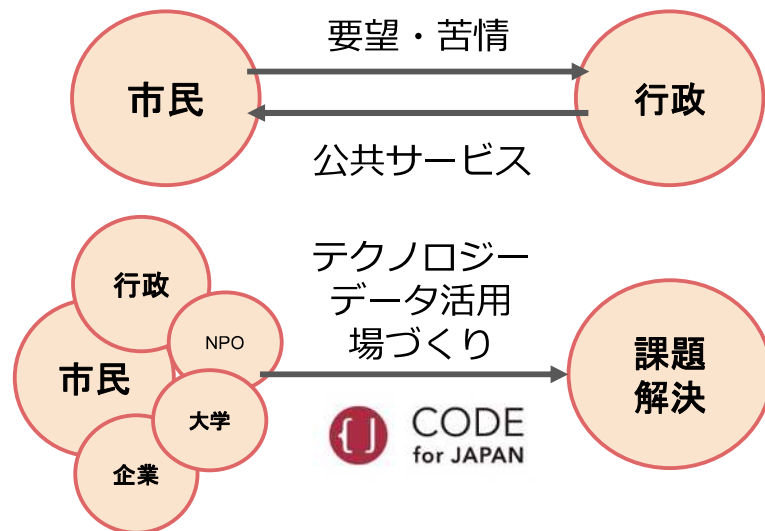 要望・苦情
市民
行政
公共サービス
行政
NPO
市民
大学
企業
テクノロジー
データ活用
場づくり
CODE
for JAPAN
課題
解決